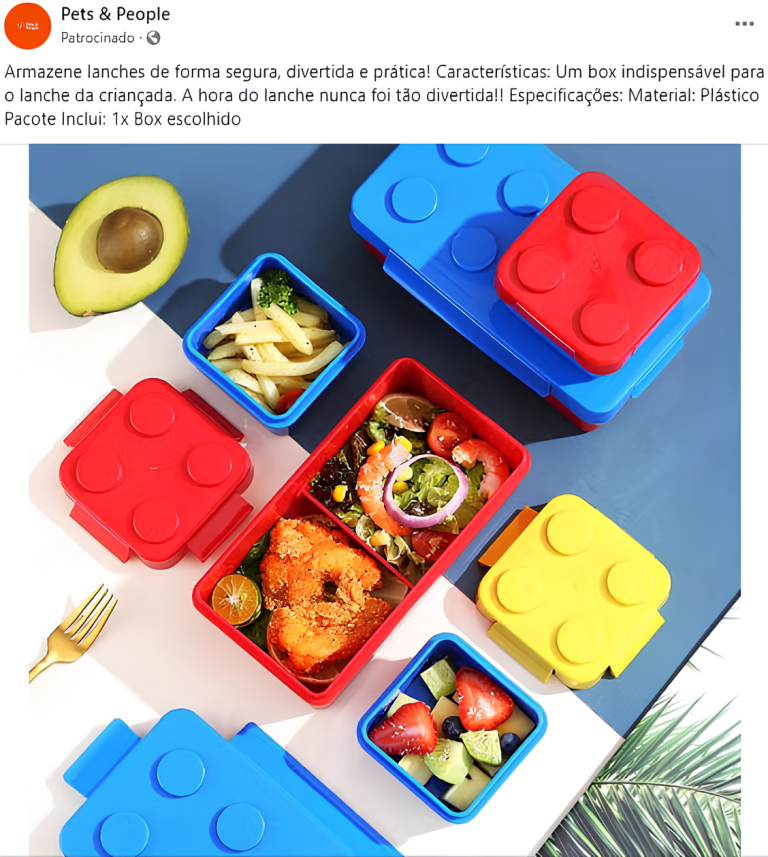 Pets & People
Patrocinado ·
Armazene lanches de forma segura, divertida e prática! Características: Um box indispensável para
o lanche da criançada. A hora do lanche nunca foi tão divertida!! Especificações: Material: Plástico
Pacote Inclui: 1x Box escolhido